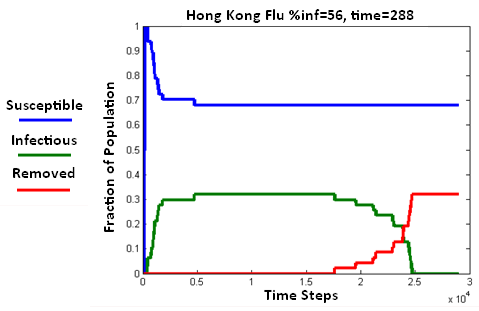 Hong Kong Flu %inf=56, time=288
Susceptible
Infectious
Removed
Fraction of Population
1
0.9
0.8
0.7
0.6
0.5
0.4
0.3
0.2
0.1
0
0 0.5 1 1.5 2 2.5 3
Time Steps
x 10^4